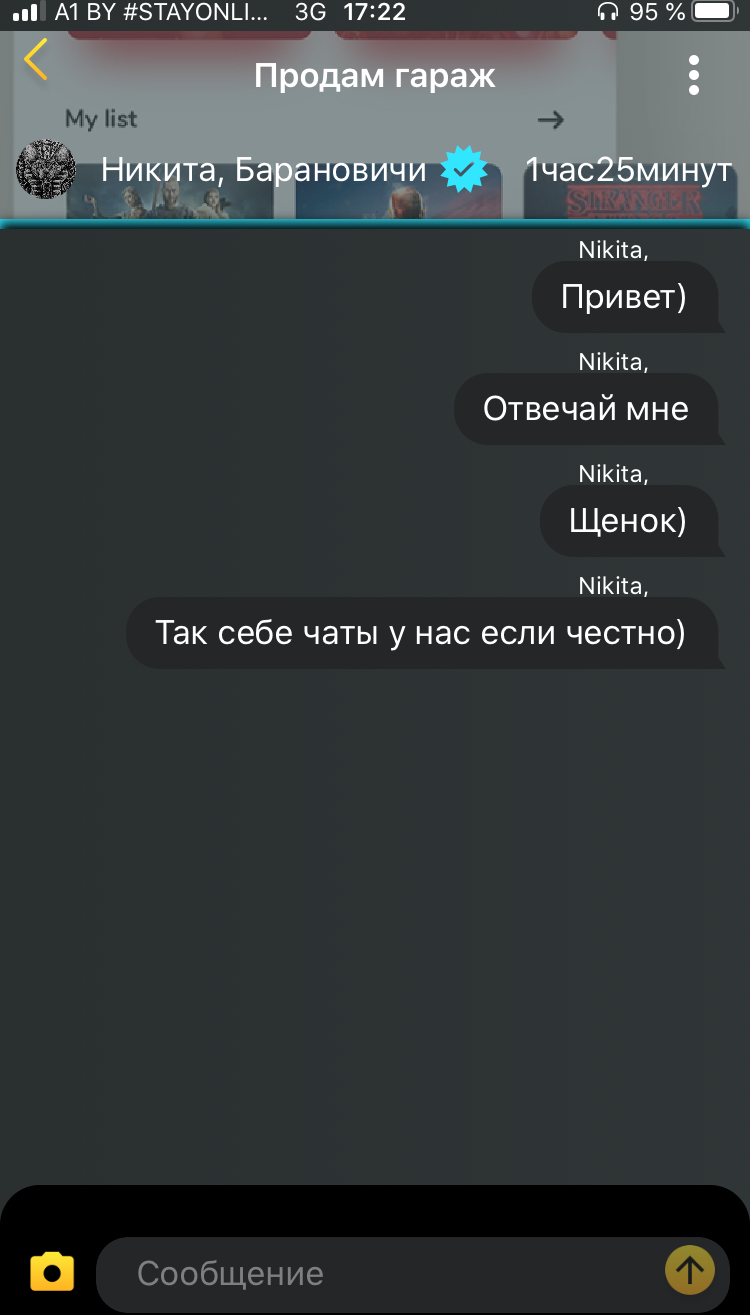 A1 BY #STAYONLI... 3G 17:22 95 %
Продам гараж
My list
Никита, Барановичи 1час25минут
STRANGER
Nikita,
Привет)
Nikita,
Отвечай мне
Nikita,
Щенок)
Nikita,
Так себе чаты у нас если честно)
Сообщение